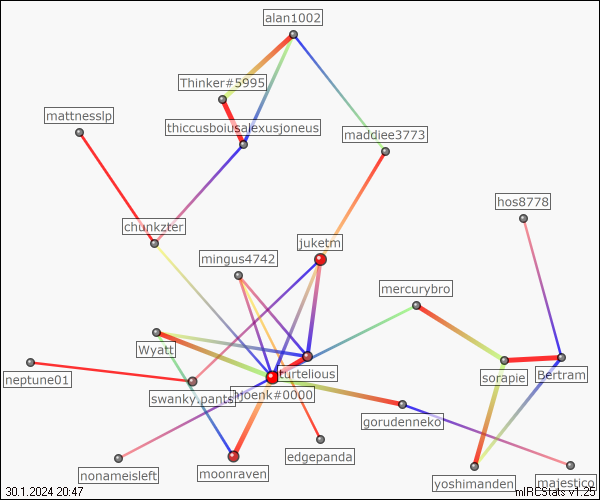 alan1002
Thinker#5995
mattnesslp
thiccusboiusalexusjoneus
maddiee3773
hos8778
chunkzter
juketm
mingus4742
mercurybro
Wyatt
turtelious
sorapie
Bertram
neptune01
swanky.pants
hjoenk#0000
gorudenneko
edgepanda
nonameisleft
moonraven
yoshimanden
majestico
30.1.2024 20:47
mIRCStats v1.25